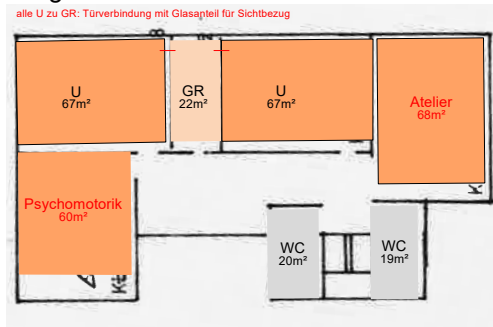 alle U zu GR: Türverbindung mit Glasanteil für Sichtbezug
U
67m²
GR
22m²
U
67m²
Atelier
68m²
Psychomotorik
60m²
WC
20m²
WC
19m²